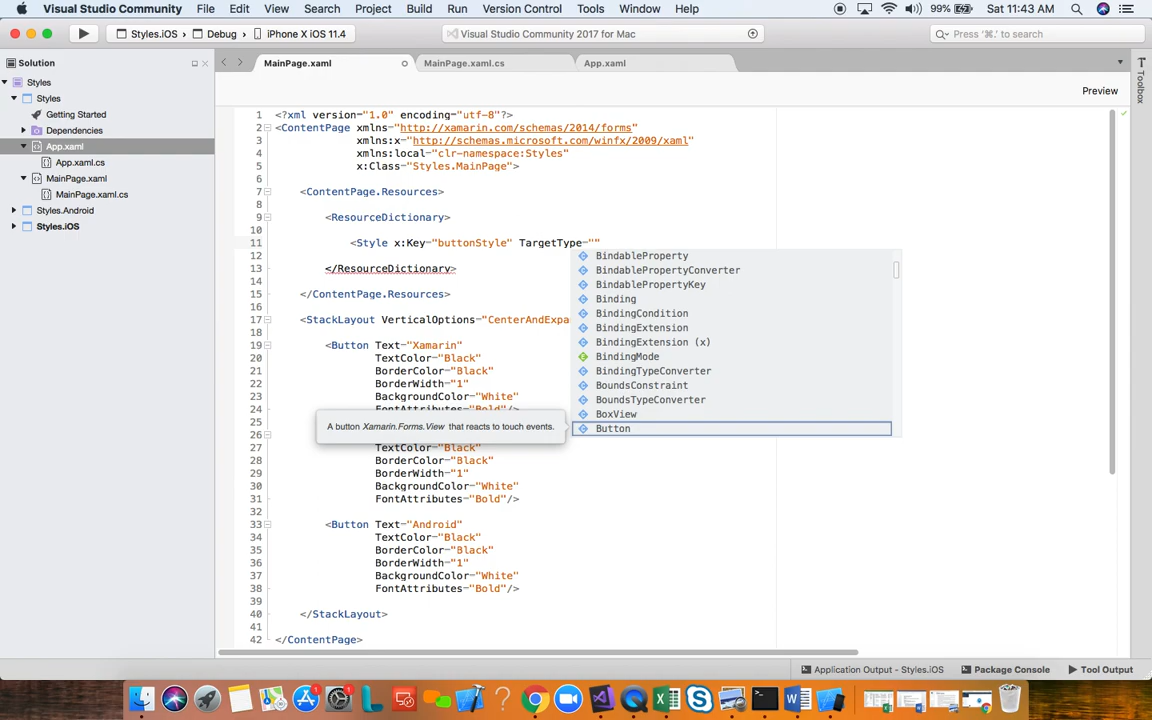 Visual Studio Community File Edit View Search Project Build Run Version Control Tools Window Help 99% Sat 11:43 AM
Styles.iOS > Debug > iPhone X iOS 11.4 Visual Studio Community 2017 for Mac Press '⌘.' to search
Solution MainPage.xaml MainPage.xaml.cs App.xaml
Toolbox
Preview
Styles
Styles
Getting Started
Dependencies
App.xaml
App.xaml.cs
MainPage.xaml
MainPage.xaml.cs
Styles.Android
Styles.iOS
1 <?xml version="1.0" encoding="utf-8"?>
2 <ContentPage xmlns="http://xamarin.com/schemas/2014/forms"
3 xmlns:x="http://schemas.microsoft.com/winfx/2009/xaml"
4 xmlns:local="clr-namespace:Styles"
5 x:Class="Styles.MainPage">
6
7 <ContentPage.Resources>
8
9 <ResourceDictionary>
10
11 <Style x:Key="buttonStyle" TargetType=""
12
13 </ResourceDictionary>
14
15 </ContentPage.Resources>
16
17 <StackLayout VerticalOptions="CenterAndExpa
18
19 <Button Text="Xamarin"
20 TextColor="Black"
21 BorderColor="Black"
22 BorderWidth="1"
23 BackgroundColor="White"
24 FontAttributes="Bold"/>
25
26
27 TextColor="Black"
28 BorderColor="Black"
29 BorderWidth="1"
30 BackgroundColor="White"
31 FontAttributes="Bold"/>
32
33 <Button Text="Android"
34 TextColor="Black"
35 BorderColor="Black"
36 BorderWidth="1"
37 BackgroundColor="White"
38 FontAttributes="Bold"/>
39
40 </StackLayout>
41
42 </ContentPage>
BindableProperty
BindablePropertyConverter
BindablePropertyKey
Binding
BindingCondition
BindingExtension
BindingExtension (x)
BindingMode
BindingTypeConverter
BoundsConstraint
BoundsTypeConverter
BoxView
Button
A button Xamarin.Forms.View that reacts to touch events.
Application Output - Styles.iOS Package Console Tool Output